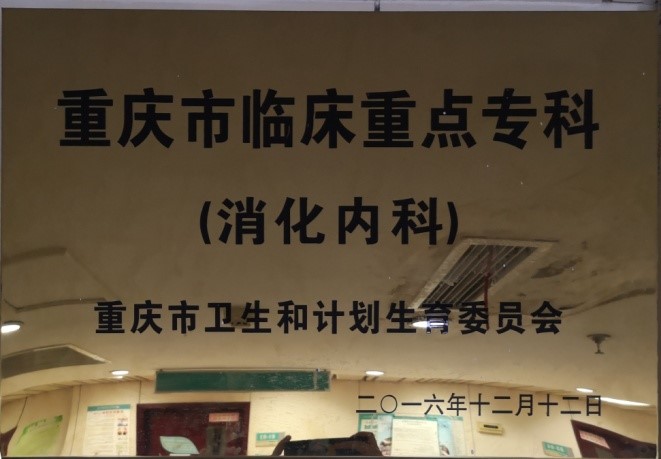 重庆市临床重点专科
(消化内科)
重庆市卫生和计划生育委员会
二〇一六年十二月十二日